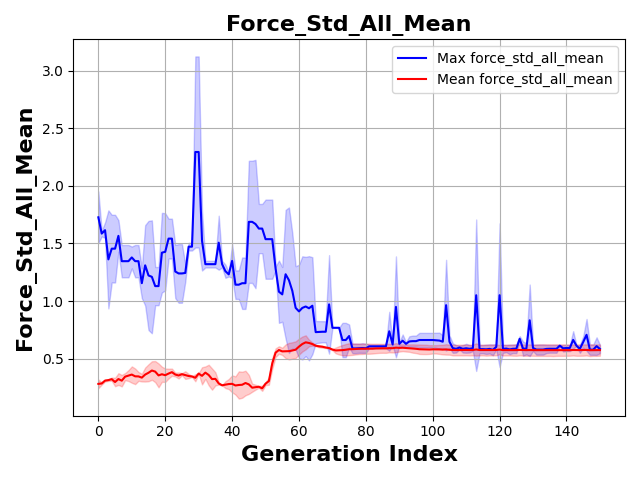 Force_Std_All_Mean
Max force_std_all_mean
Mean force_std_all_mean
Force_Std_All_Mean
3.0
2.5
2.0
1.5
1.0
0.5
0 20 40 60 80 100 120 140
Generation Index